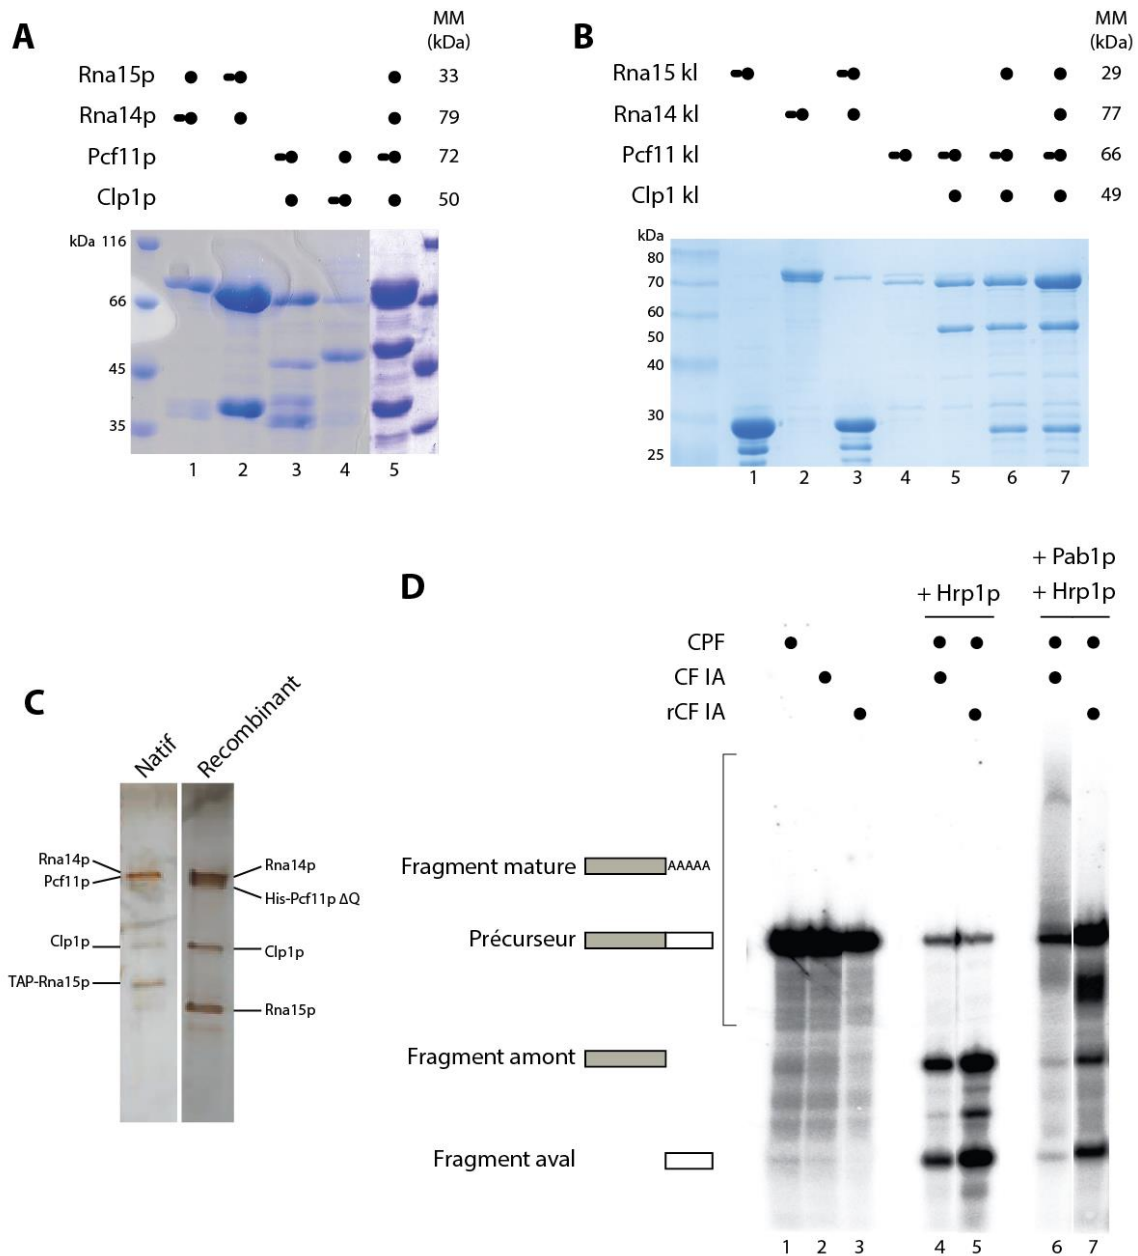 A
MM
(kDa)
Rna15p 33
Rna14p 79
Pcf11p 72
Clp1p 50
kDa 116
66
45
35
1 2 3 4 5
B
MM
(kDa)
Rna15 kl 29
Rna14 kl 77
Pcf11 kl 66
Clp1 kl 49
kDa
80
70
60
50
40
30
25
1 2 3 4 5 6 7
C
Natif
Recombinant
Rna14p
Pcf11p
Clp1p
TAP-Rna15p
Rna14p
His-Pcf11p ΔQ
Clp1p
Rna15p
D
+ Pab1p
+ Hrp1p + Hrp1p
CPF
CF IA
rCF IA
Fragment mature AAAAA
Précurseur
Fragment amont
Fragment aval
1 2 3 4 5 6 7